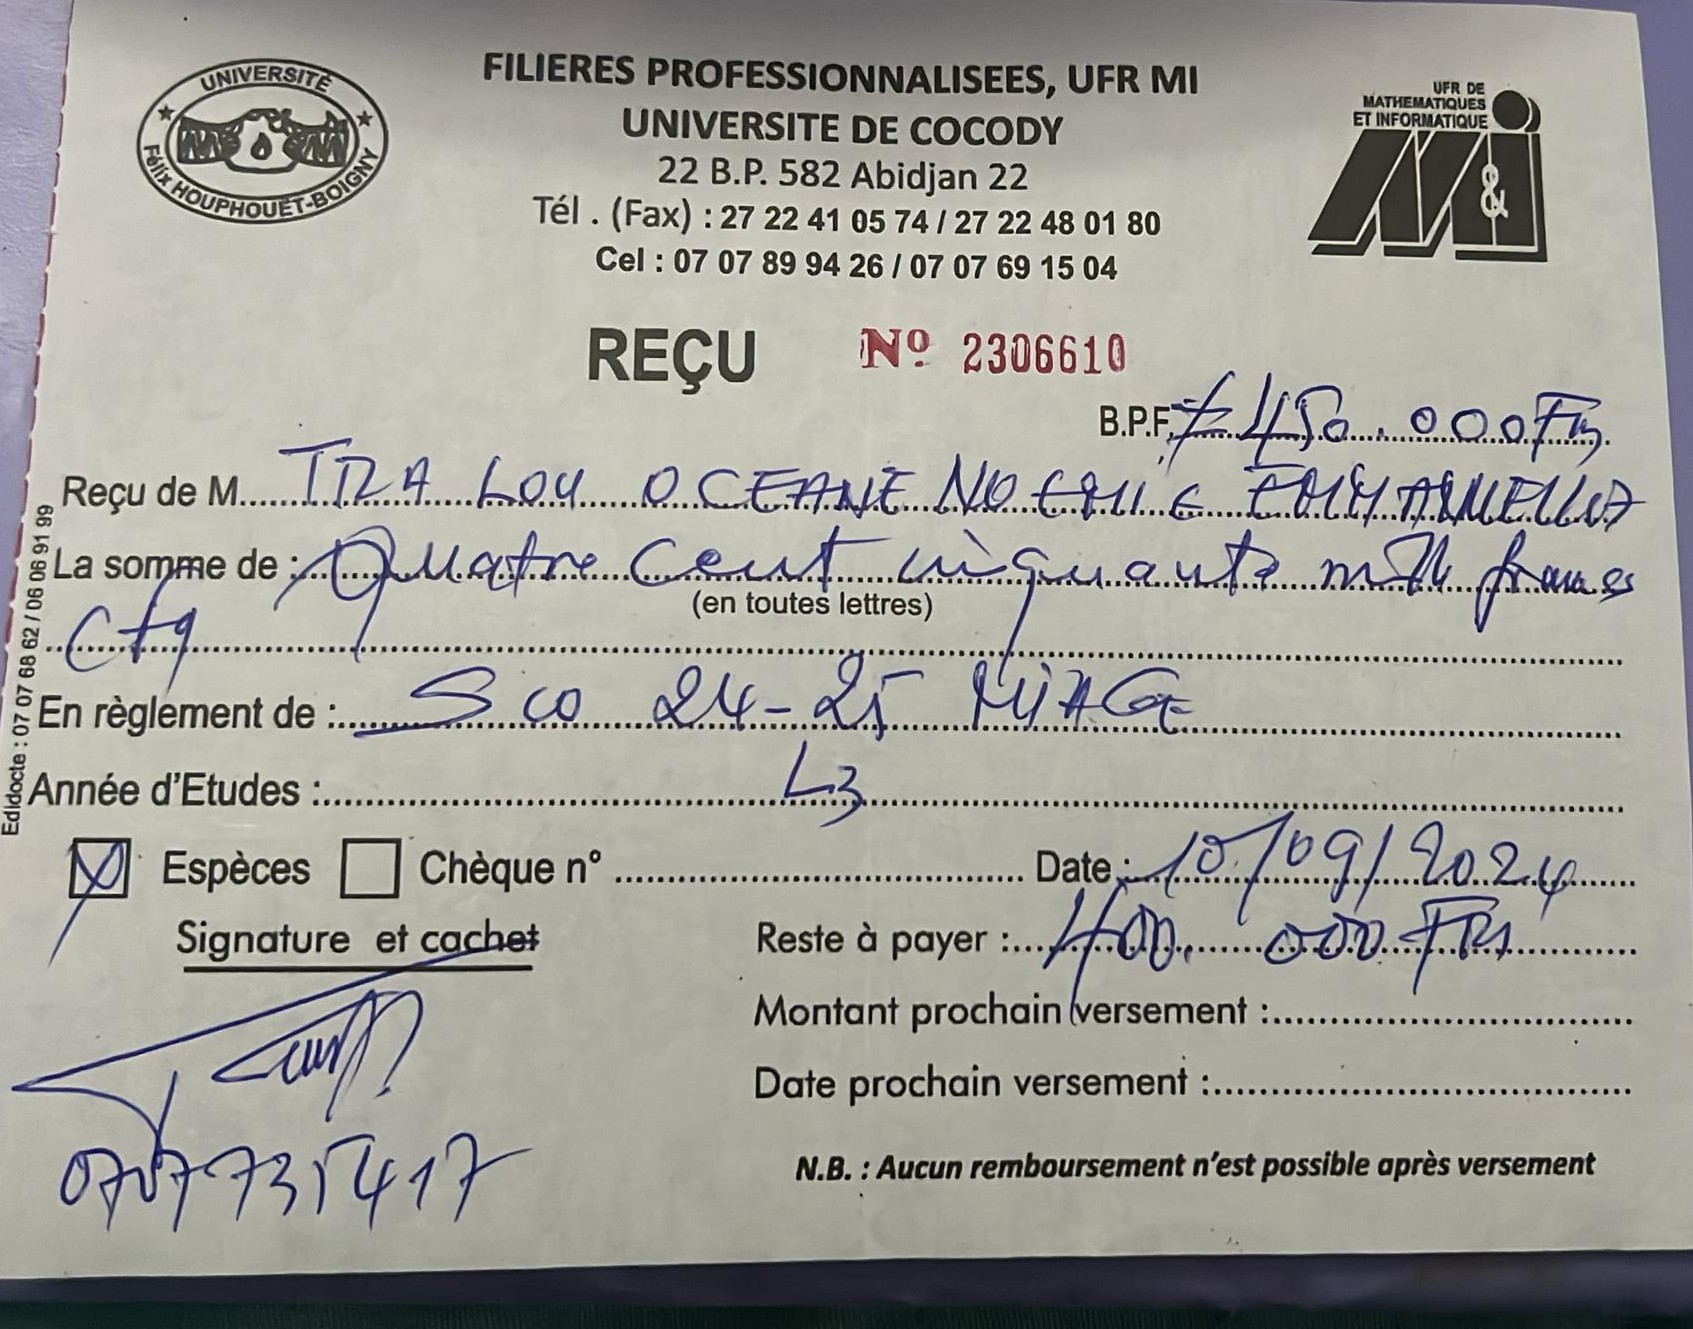 UNIVERSITÉ
Félix HOUPHOUËT-BOIGNY
FILIERES PROFESSIONNALISEES, UFR MI
UNIVERSITE DE COCODY
22 B.P. 582 Abidjan 22
Tél . (Fax) : 27 22 41 05 74 / 27 22 48 01 80
Cel : 07 07 89 94 26 / 07 07 69 15 04
UFR DE
MATHEMATIQUES
ET INFORMATIQUE
M&i
REÇU Nº 2306610
B.P.F. # 450.000 Frs
Reçu de M. TRA LOU OCEANE NOEMIE EMMANUELLA
La somme de : Quatre cent cinquante mille francs
(en toutes lettres)
Cfa
En règlement de : Sco 24-25 MIAGE
Année d'Etudes : L3
Espèces Chèque n° Date : 10/09/2024
Signature et cachet
Reste à payer : 400.000 FRs
Montant prochain versement :
Date prochain versement :
0707735417
N.B. : Aucun remboursement n'est possible après versement
Edidocte : 07 07 68 62 / 06 06 91 99